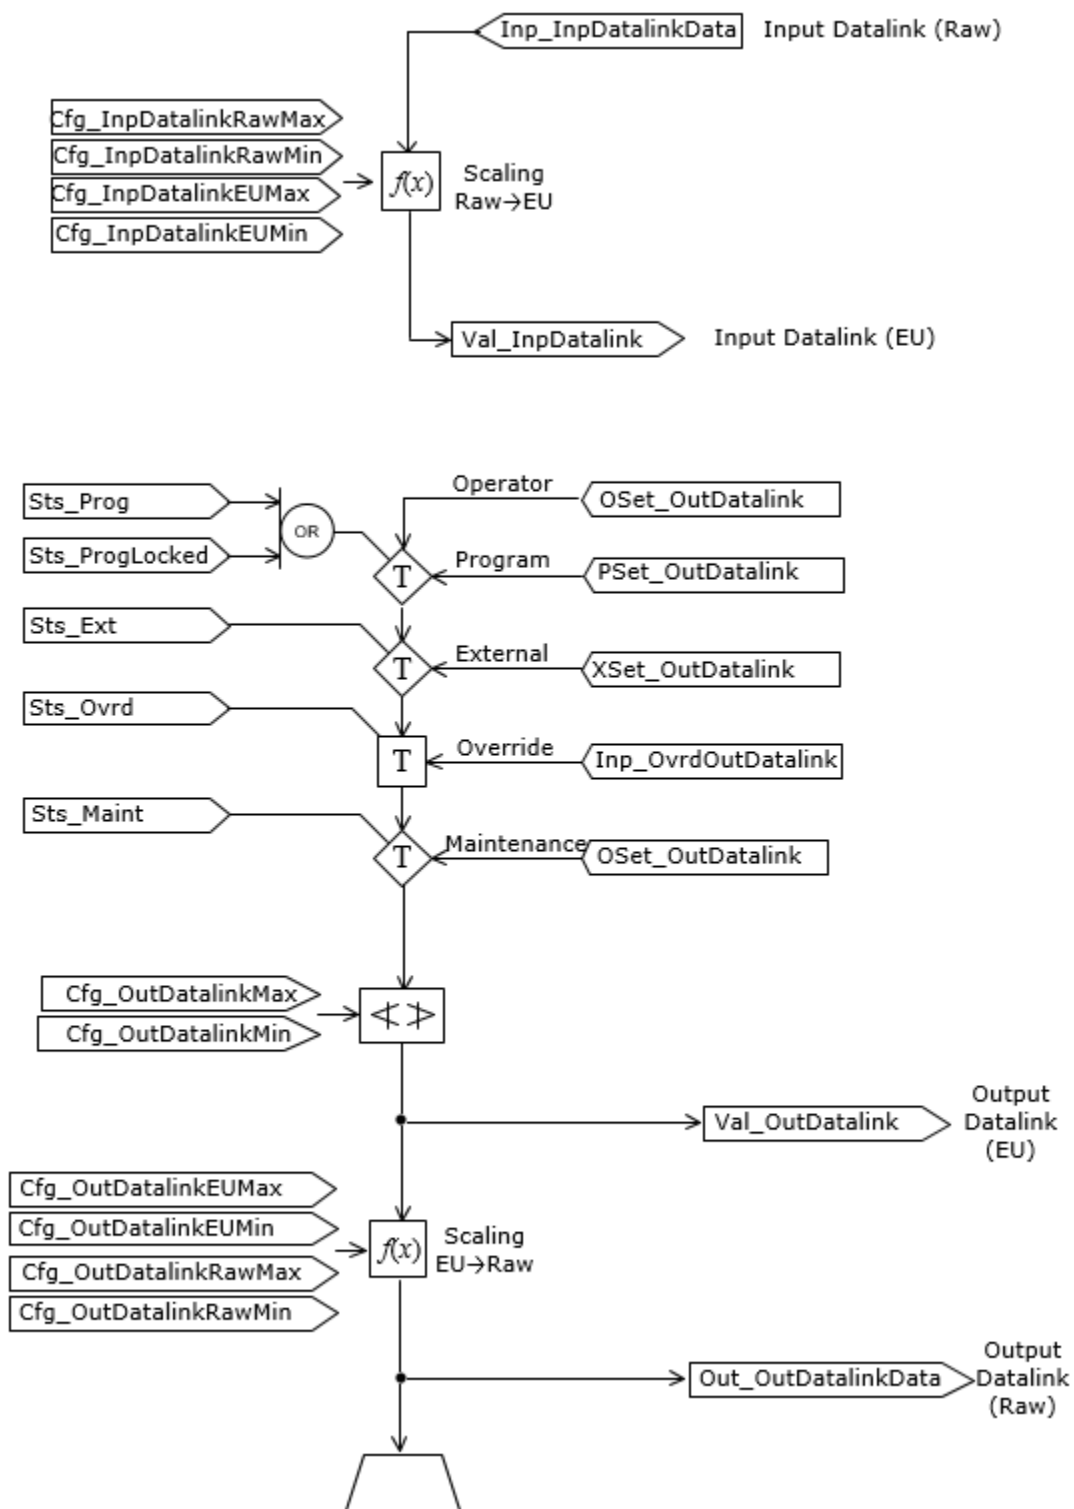 Inp_InpDatalinkData
Input Datalink (Raw)
Cfg_InpDatalinkRawMax
Cfg_InpDatalinkRawMin
Cfg_InpDatalinkEUMax
Cfg_InpDatalinkEUMin
f(x)
Scaling
Raw→EU
Val_InpDatalink
Input Datalink (EU)
Sts_Prog
Sts_ProgLocked
OR
Operator
OSet_OutDatalink
T
Program
PSet_OutDatalink
Sts_Ext
T
External
XSet_OutDatalink
Sts_Ovrd
T
Override
Inp_OvrdOutDatalink
Sts_Maint
T
Maintenance
OSet_OutDatalink
Cfg_OutDatalinkMax
Cfg_OutDatalinkMin
Val_OutDatalink
Output
Datalink
(EU)
Cfg_OutDatalinkEUMax
Cfg_OutDatalinkEUMin
Cfg_OutDatalinkRawMax
Cfg_OutDatalinkRawMin
f(x)
Scaling
EU→Raw
Out_OutDatalinkData
Output
Datalink
(Raw)